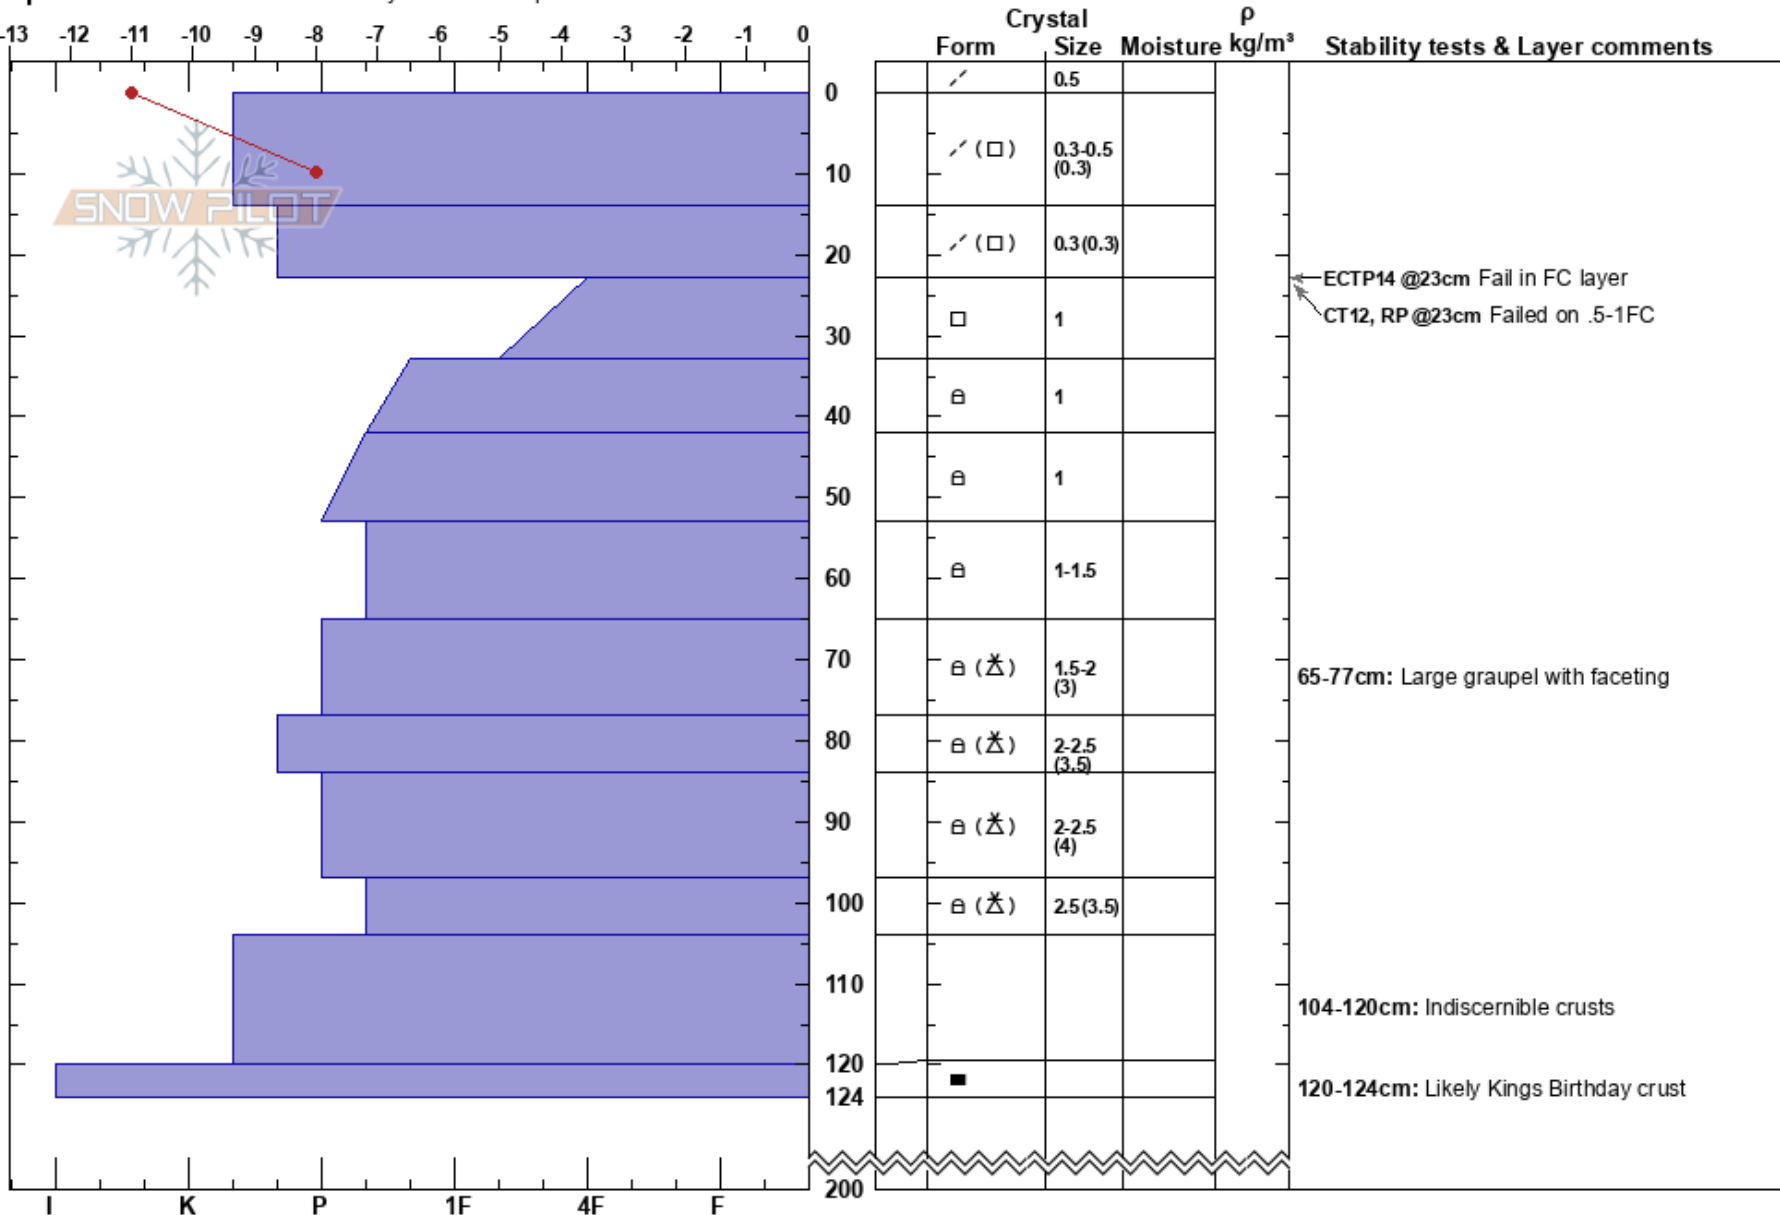 Crystal
ρ
Form Size Moisture kg/m³ Stability tests & Layer comments
-13 -12 -11 -10 -9 -8 -7 -6 -5 -4 -3 -2 -1 0
0.5
0
0.3-0.5
(0.3)
10
SNOW PILOT
0.3(0.3)
20
ECTP14 @23cm Fail in FC layer
CT12, RP @23cm Failed on .5-1FC
1
30
1
40
1
50
1-1.5
60
70
1.5-2
(3)
65-77cm: Large graupel with faceting
80
2-2.5
(3.5)
90
2-2.5
(4)
100
2.5(3.5)
110
104-120cm: Indiscernible crusts
120
120-124cm: Likely Kings Birthday crust
124
200
I K P 1F 4F F